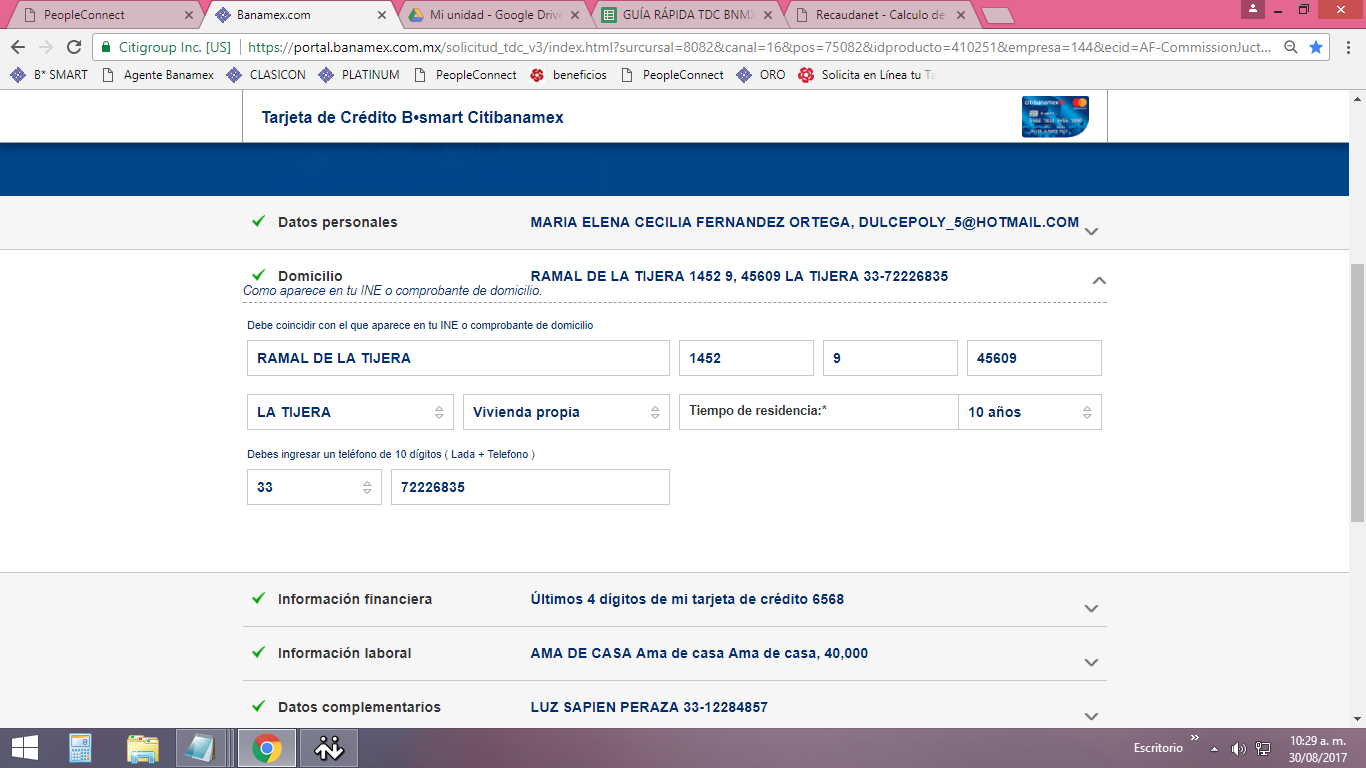 PeopleConnect
Banamex.com
Mi unidad - Google Drive
GUÍA RÁPIDA TDC BNMX
Recaudanet - Calculo de
Citigroup Inc. [US] https://portal.banamex.com.mx/solicitud_tdc_v3/index.html?surcursal=8082&canal=16&pos=75082&idproducto=410251&empresa=144&ecid=AF-CommissionJuct...
B* SMART Agente Banamex CLASICON PLATINUM PeopleConnect beneficios PeopleConnect ORO Solicita en Línea tu Ta
Tarjeta de Crédito B•smart Citibanamex
citibanamex
Datos personales MARIA ELENA CECILIA FERNANDEZ ORTEGA, DULCEPOLY_5@HOTMAIL.COM
Domicilio RAMAL DE LA TIJERA 1452 9, 45609 LA TIJERA 33-72226835
Como aparece en tu INE o comprobante de domicilio.
Debe coincidir con el que aparece en tu INE o comprobante de domicilio
RAMAL DE LA TIJERA 1452 9 45609
LA TIJERA Vivienda propia Tiempo de residencia:* 10 años
Debes ingresar un teléfono de 10 dígitos ( Lada + Telefono )
33 72226835
Información financiera Últimos 4 dígitos de mi tarjeta de crédito 6568
Información laboral AMA DE CASA Ama de casa Ama de casa, 40,000
Datos complementarios LUZ SAPIEN PERAZA 33-12284857
Escritorio
10:29 a. m.
30/08/2017